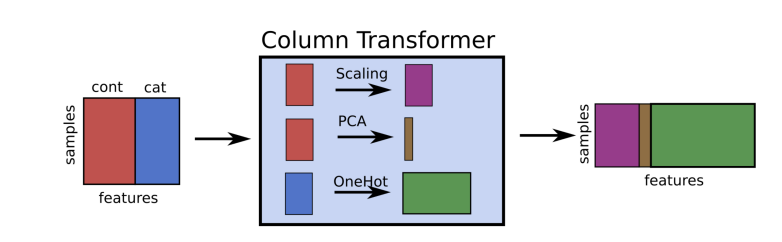 Column Transformer
cont cat
samples
features
Scaling
PCA
OneHot
samples
features